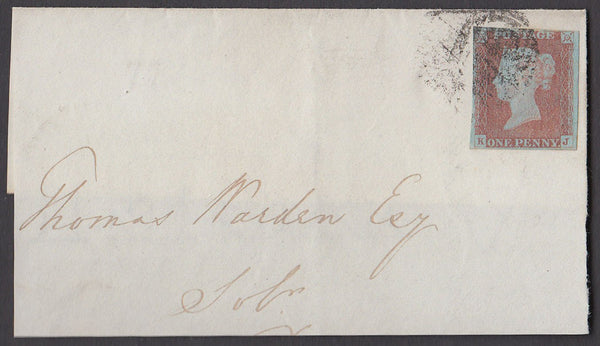 POSTAGE
K J
ONE PENNY
Thomas Warden Esq
Solr